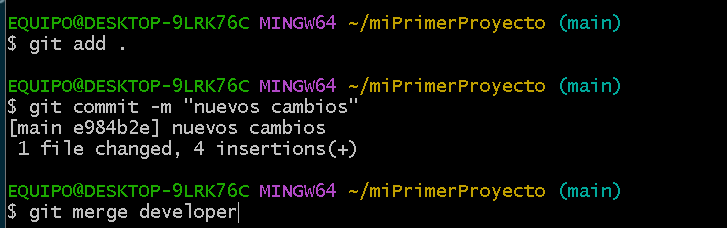 EQUIPO@DESKTOP-9LRK76C MINGW64 ~/miPrimerProyecto (main)
$ git add .
EQUIPO@DESKTOP-9LRK76C MINGW64 ~/miPrimerProyecto (main)
$ git commit -m "nuevos cambios"
[main e984b2e] nuevos cambios
 1 file changed, 4 insertions(+)
EQUIPO@DESKTOP-9LRK76C MINGW64 ~/miPrimerProyecto (main)
$ git merge developer